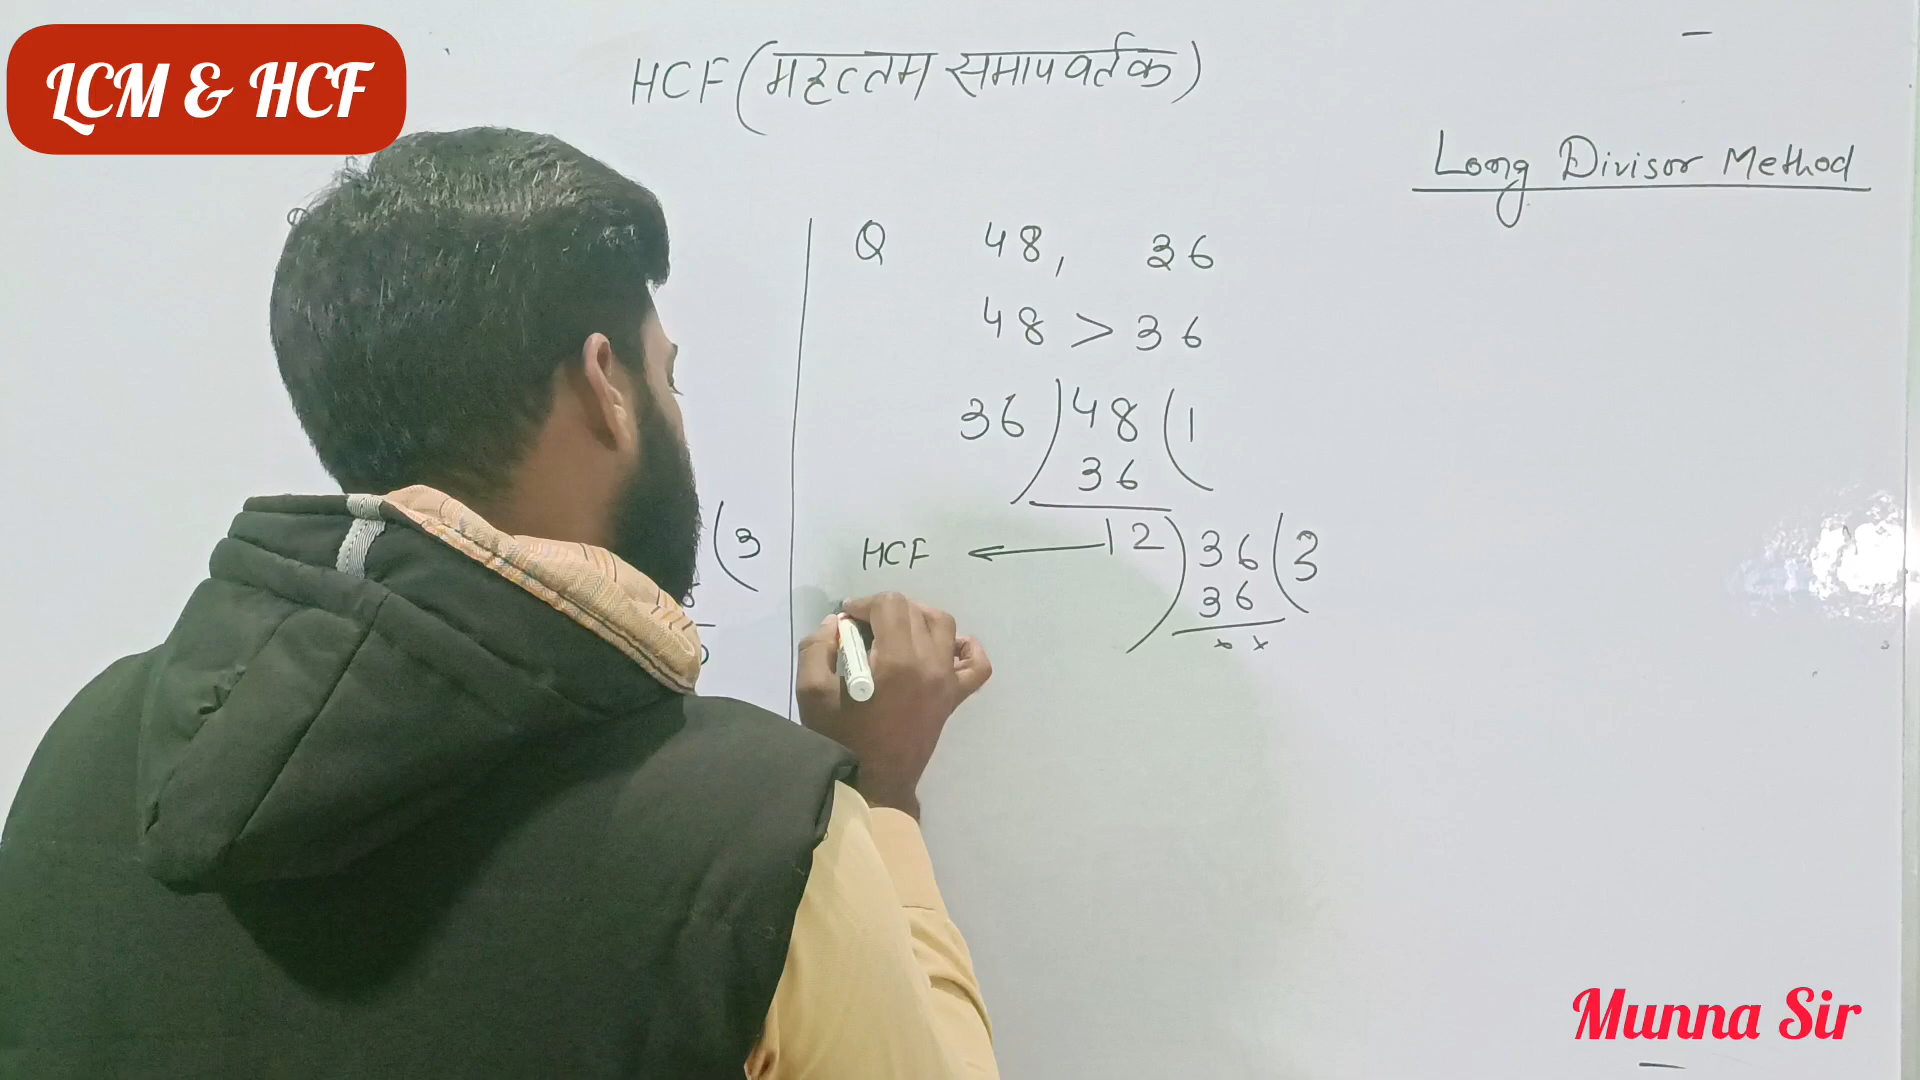 LCM & HCF
HCF (महत्तम समापवर्तक)
Long Divisor Method
Q 48, 36
48 > 36
36 ) 48 ( 1
36
( 3
HCF ← 12 ) 36 ( 3
36
x x
Munna Sir